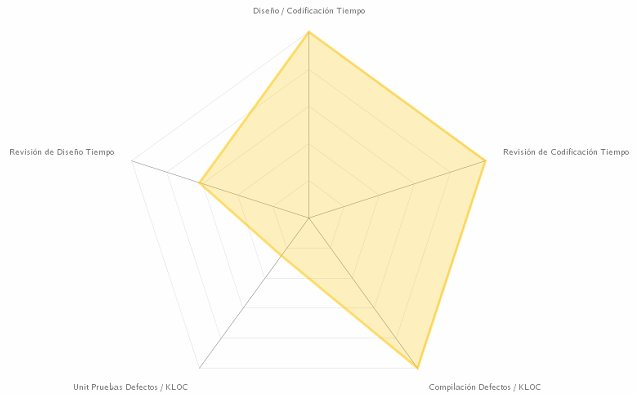 Diseño / Codificación Tiempo
Revisión de Diseño Tiempo
Revisión de Codificación Tiempo
Unit Pruebas Defectos / KLOC
Compilación Defectos / KLOC